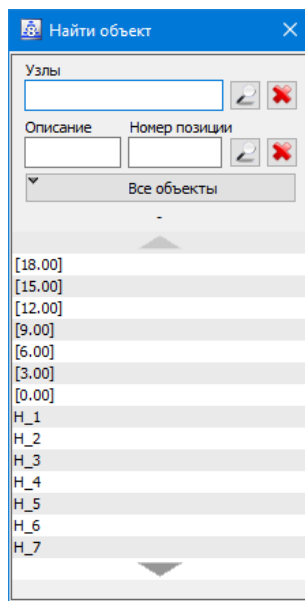 Найти объект
Узлы
Описание Номер позиции
Все объекты
-
[18.00]
[15.00]
[12.00]
[9.00]
[6.00]
[3.00]
[0.00]
H_1
H_2
H_3
H_4
H_5
H_6
H_7